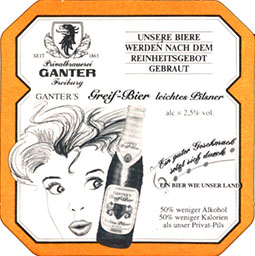 SEIT 1865
Privatbrauerei
GANTER
Freiburg
UNSERE BIERE
WERDEN NACH DEM
REINHEITSGEBOT
GEBRAUT
GANTER'S Greif-Bier leichtes Pilsner
alc = 2,5% vol.
Ein guter Geschmack
setzt sich durch
EIN BIER WIE UNSER LAND
50% weniger Alkohol
50% weniger Kalorien
als unser Privat-Pils
GANTER'S